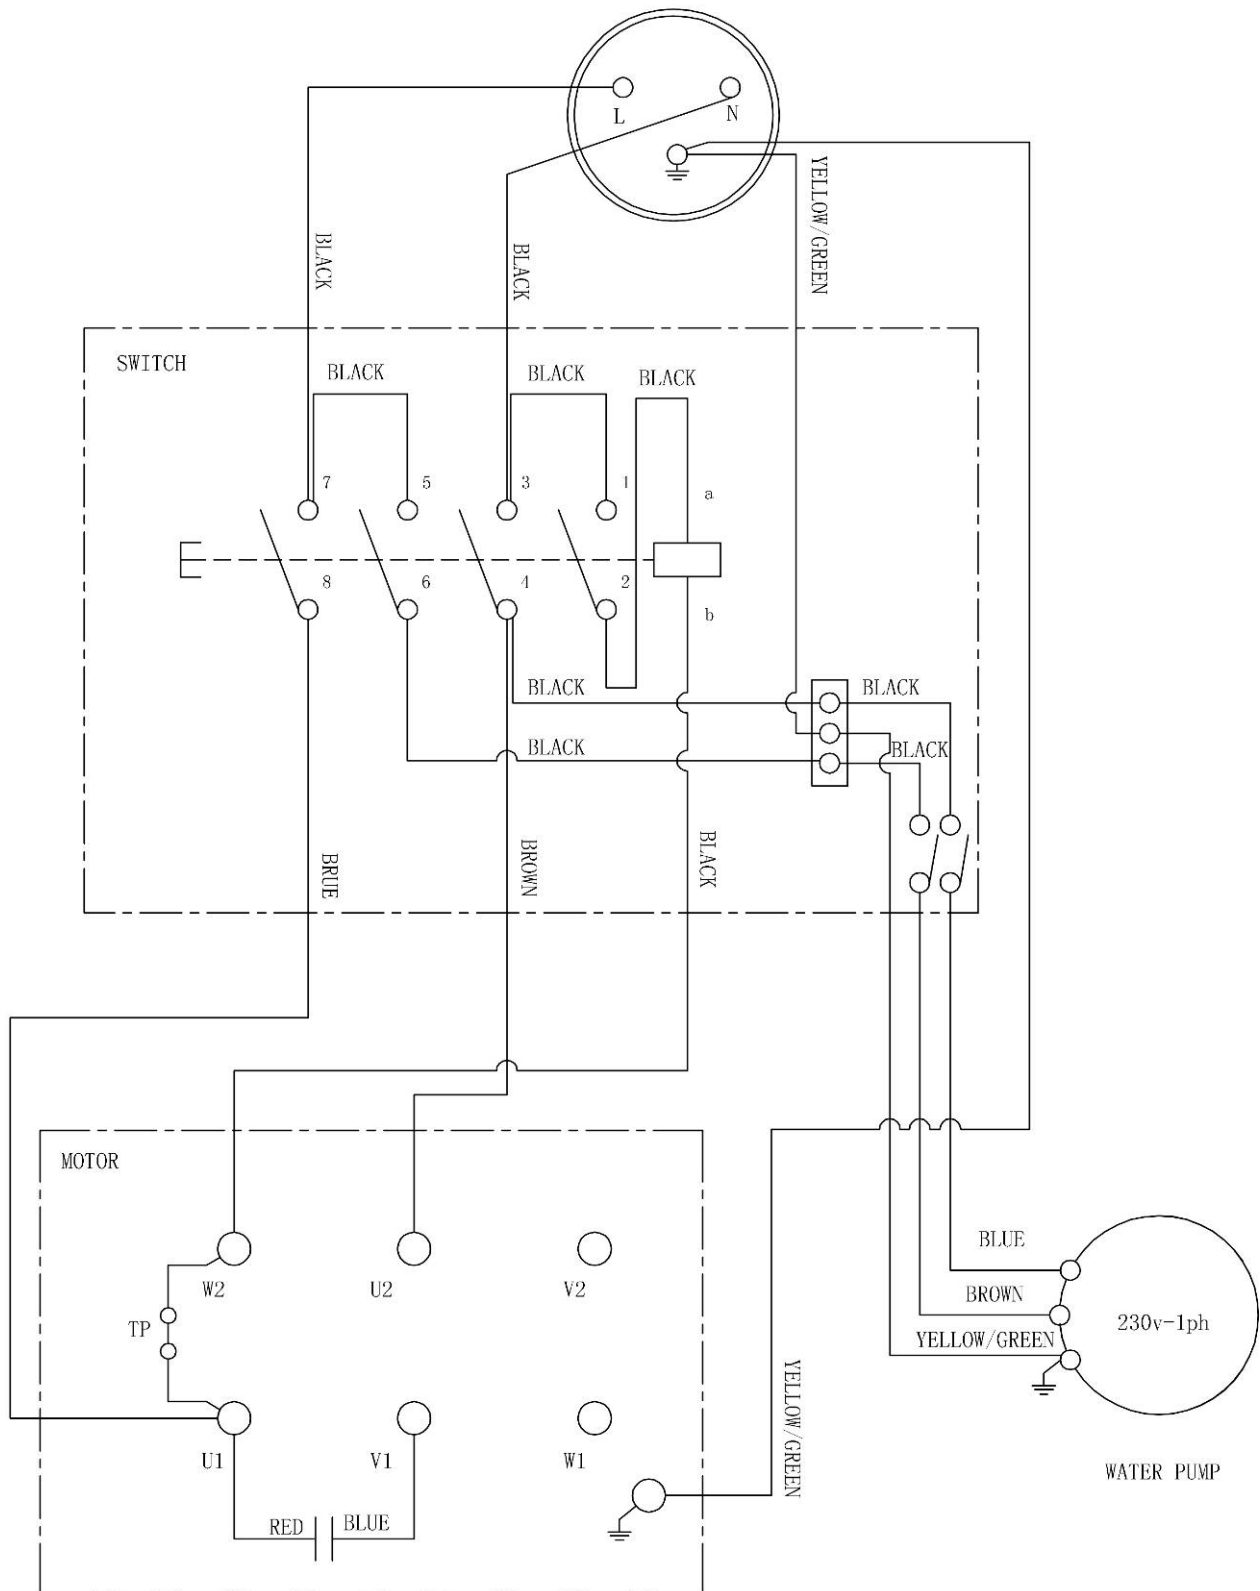 L
N
YELLOW/GREEN
BLACK
BLACK
SWITCH
BLACK
BLACK
BLACK
7
5
3
1
a
8
6
4
2
b
BLACK
BLACK
BLACK
BLACK
BRUE
BROWN
BLACK
MOTOR
W2
U2
V2
TP
U1
V1
W1
RED
BLUE
YELLOW/GREEN
BLUE
BROWN
YELLOW/GREEN
230v-1ph
WATER PUMP